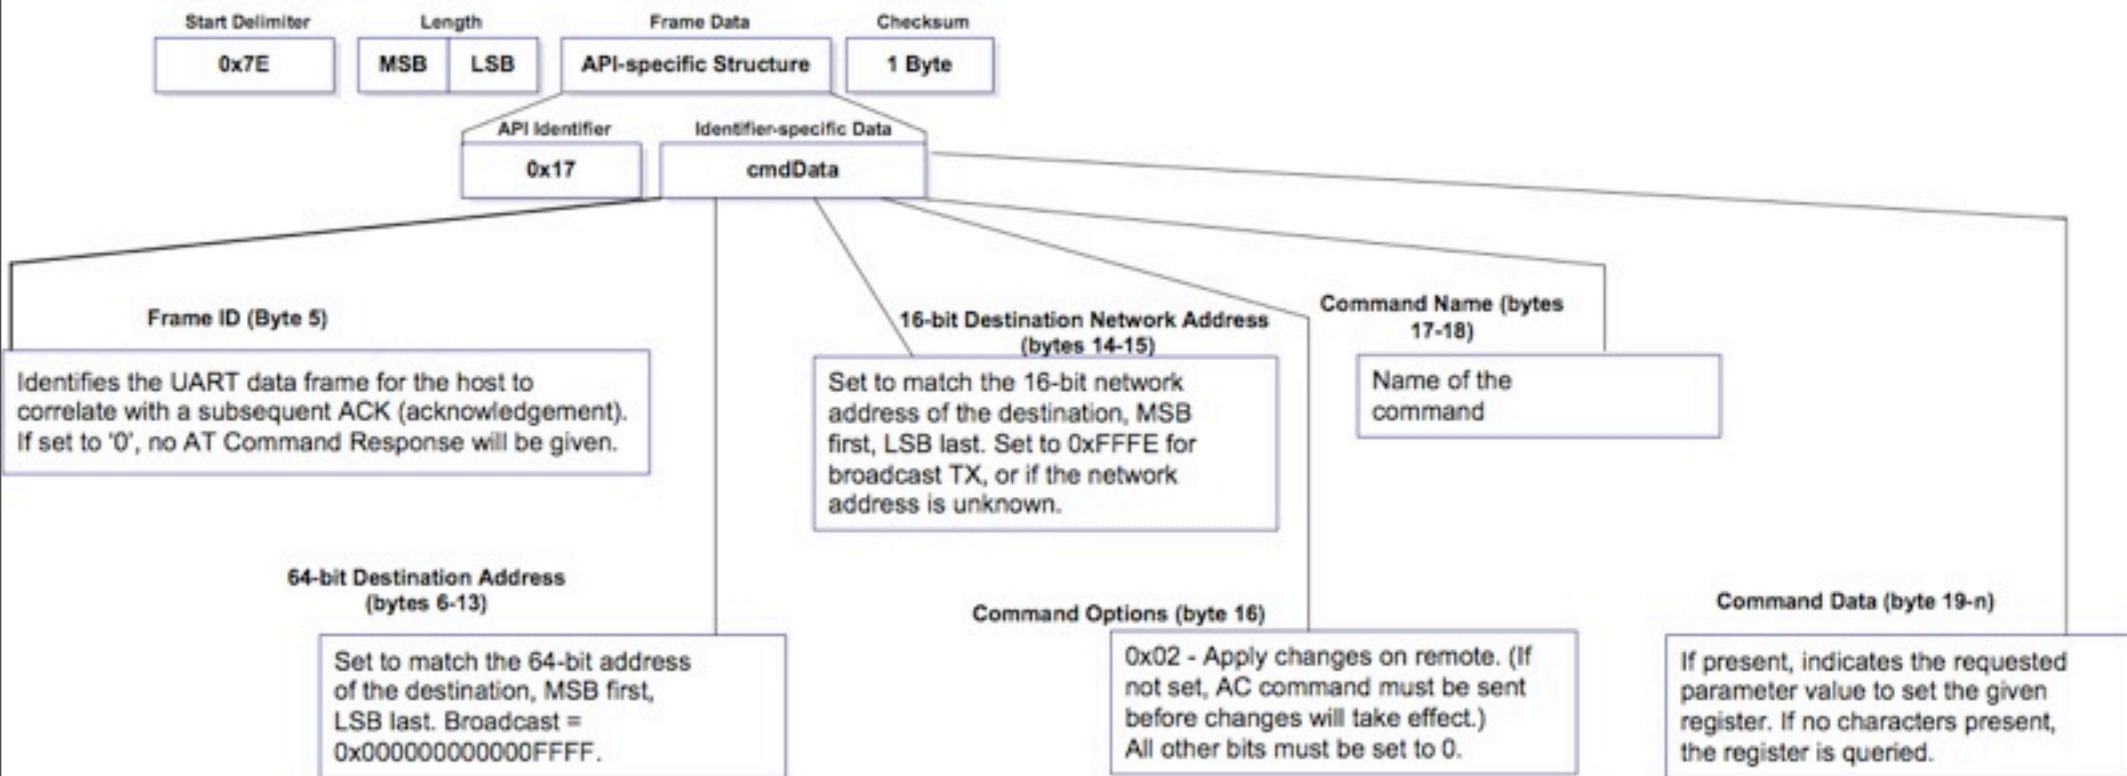 Start Delimiter
Length
Frame Data
Checksum
0x7E
MSB
LSB
API-specific Structure
1 Byte
API Identifier
Identifier-specific Data
0x17
cmdData
Frame ID (Byte 5)
Identifies the UART data frame for the host to
correlate with a subsequent ACK (acknowledgement).
If set to '0', no AT Command Response will be given.
16-bit Destination Network Address
(bytes 14-15)
Set to match the 16-bit network
address of the destination, MSB
first, LSB last. Set to 0xFFFE for
broadcast TX, or if the network
address is unknown.
Command Name (bytes
17-18)
Name of the
command
64-bit Destination Address
(bytes 6-13)
Set to match the 64-bit address
of the destination, MSB first,
LSB last. Broadcast =
0x000000000000FFFF.
Command Options (byte 16)
0x02 - Apply changes on remote. (If
not set, AC command must be sent
before changes will take effect.)
All other bits must be set to 0.
Command Data (byte 19-n)
If present, indicates the requested
parameter value to set the given
register. If no characters present,
the register is queried.